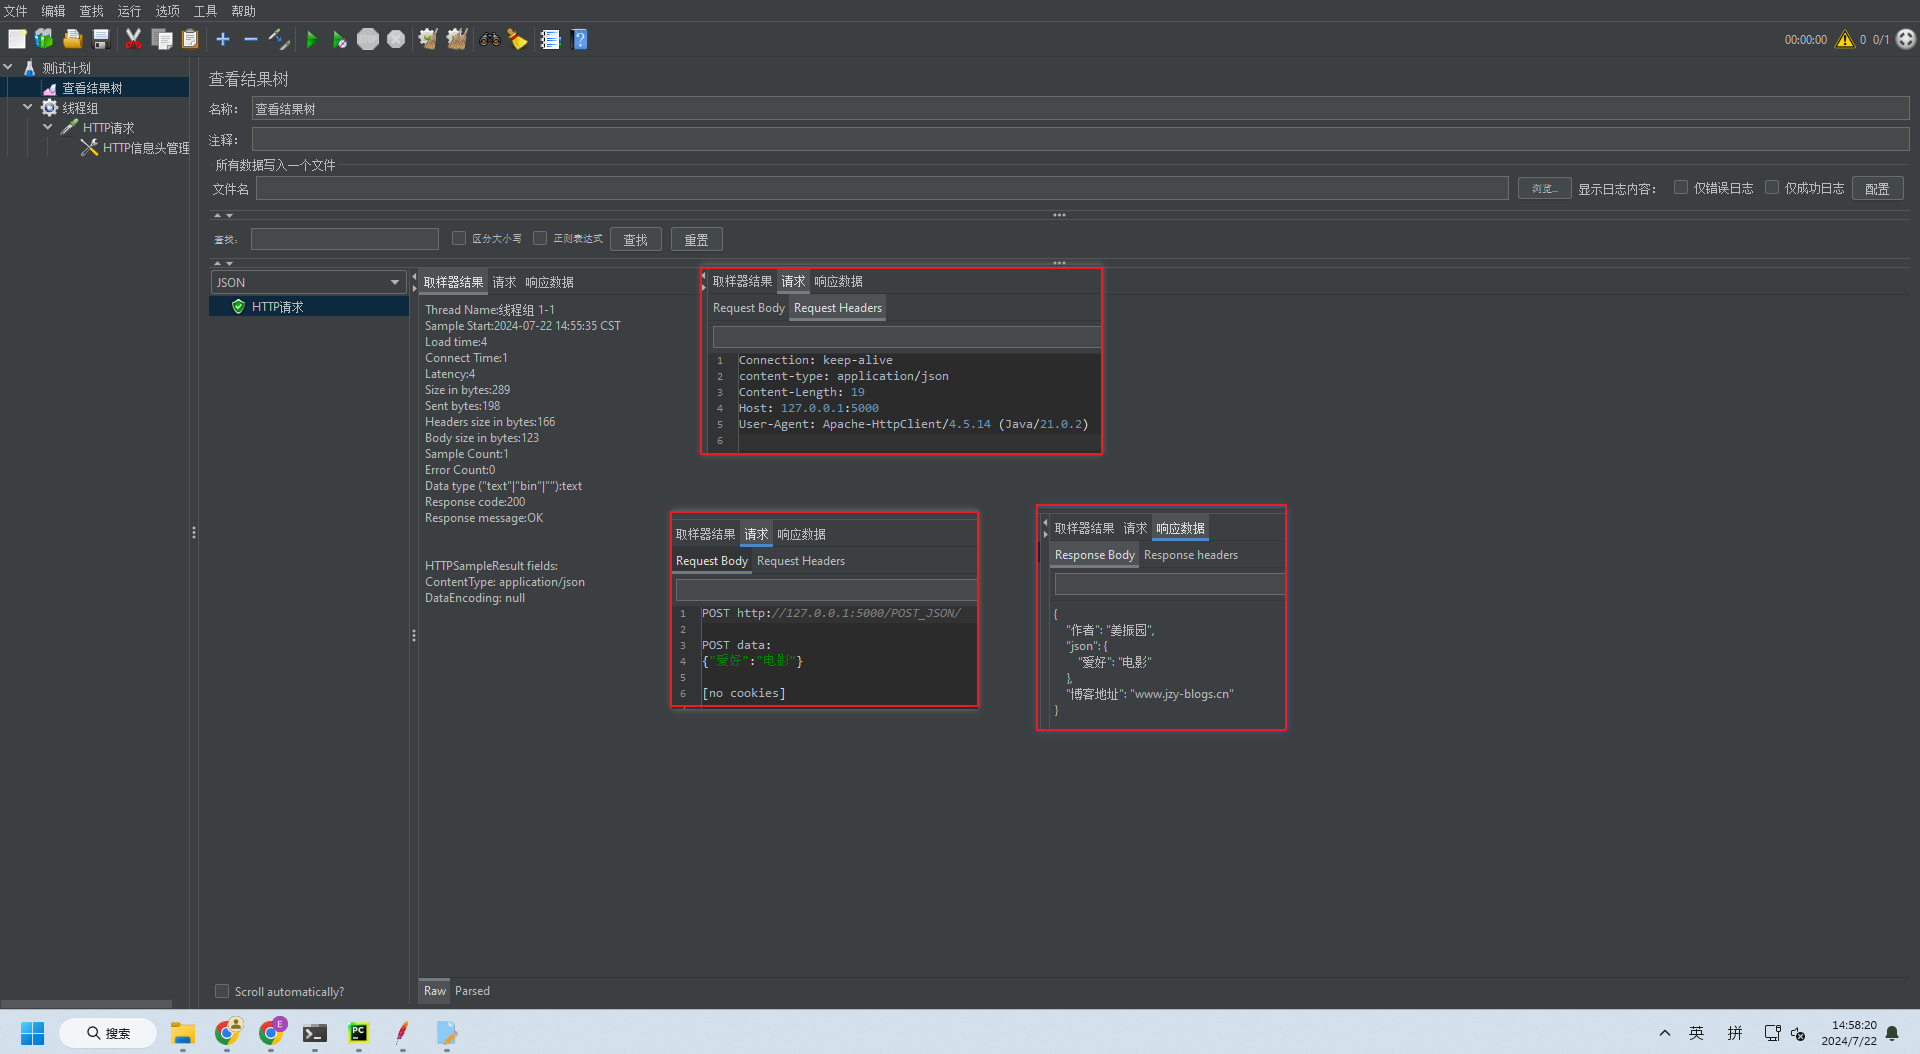 文件 编辑 查找 运行 选项 工具 帮助
00:00:00 0 0/1
测试计划
查看结果树
线程组
HTTP请求
HTTP信息头管理
查看结果树
名称： 查看结果树
注释：
所有数据写入一个文件
文件名 浏览... 显示日志内容： 仅错误日志 仅成功日志 配置
查找： 区分大小写 正则表达式 查找 重置
JSON
HTTP请求
取样器结果 请求 响应数据
Thread Name:线程组 1-1
Sample Start:2024-07-22 14:55:35 CST
Load time:4
Connect Time:1
Latency:4
Size in bytes:289
Sent bytes:198
Headers size in bytes:166
Body size in bytes:123
Sample Count:1
Error Count:0
Data type ("text"|"bin"|""):text
Response code:200
Response message:OK
HTTPSampleResult fields:
ContentType: application/json
DataEncoding: null
取样器结果 请求 响应数据
Request Body Request Headers
1 Connection: keep-alive
2 content-type: application/json
3 Content-Length: 19
4 Host: 127.0.0.1:5000
5 User-Agent: Apache-HttpClient/4.5.14 (Java/21.0.2)
6
取样器结果 请求 响应数据
Request Body Request Headers
1 POST http://127.0.0.1:5000/POST_JSON/
2
3 POST data:
4 {"爱好":"电影"}
5
6 [no cookies]
取样器结果 请求 响应数据
Response Body Response headers
{
"作者": "姜振园",
"json": {
"爱好": "电影"
},
"博客地址": "www.jzy-blogs.cn"
}
Scroll automatically?
Raw Parsed
搜索
英 拼
14:58:20
2024/7/22